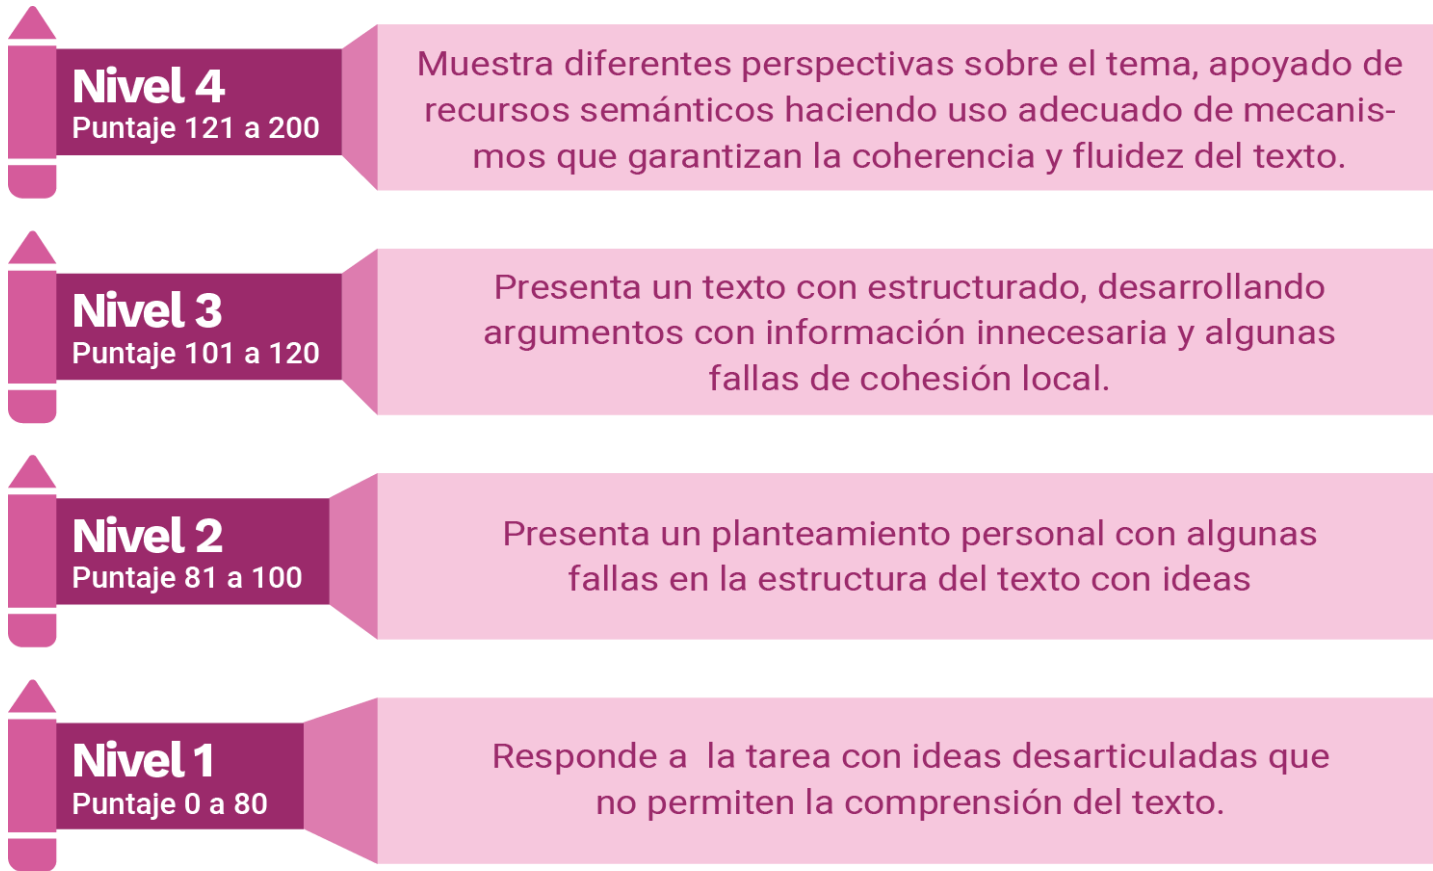 Nivel 4
Puntaje 121 a 200
Muestra diferentes perspectivas sobre el tema, apoyado de
recursos semánticos haciendo uso adecuado de mecanis-
mos que garantizan la coherencia y fluidez del texto.
Nivel 3
Puntaje 101 a 120
Presenta un texto con estructurado, desarrollando
argumentos con información innecesaria y algunas
fallas de cohesión local.
Nivel 2
Puntaje 81 a 100
Presenta un planteamiento personal con algunas
fallas en la estructura del texto con ideas
Nivel 1
Puntaje 0 a 80
Responde a  la tarea con ideas desarticuladas que
no permiten la comprensión del texto.